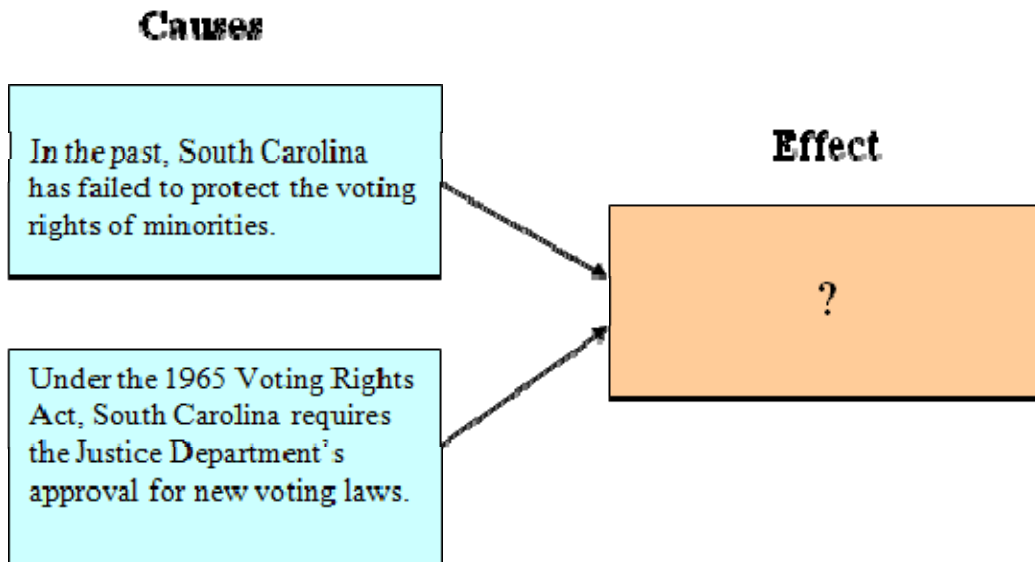 Causes
In the past, South Carolina
has failed to protect the voting
rights of minorities.
Effect
?
Under the 1965 Voting Rights
Act, South Carolina requires
the Justice Department's
approval for new voting laws.